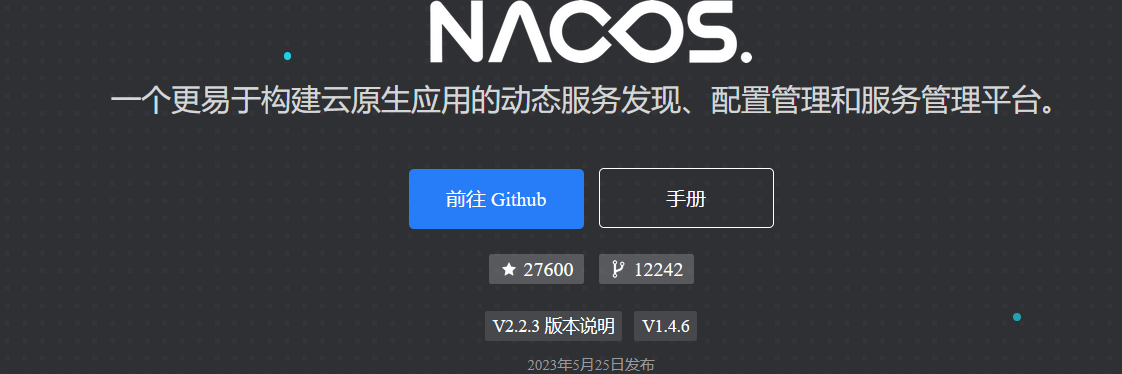 NACOS.
一个更易于构建云原生应用的动态服务发现、配置管理和服务管理平台。
前往 Github 手册
27600 12242
V2.2.3 版本说明 V1.4.6
2023年5月25日发布